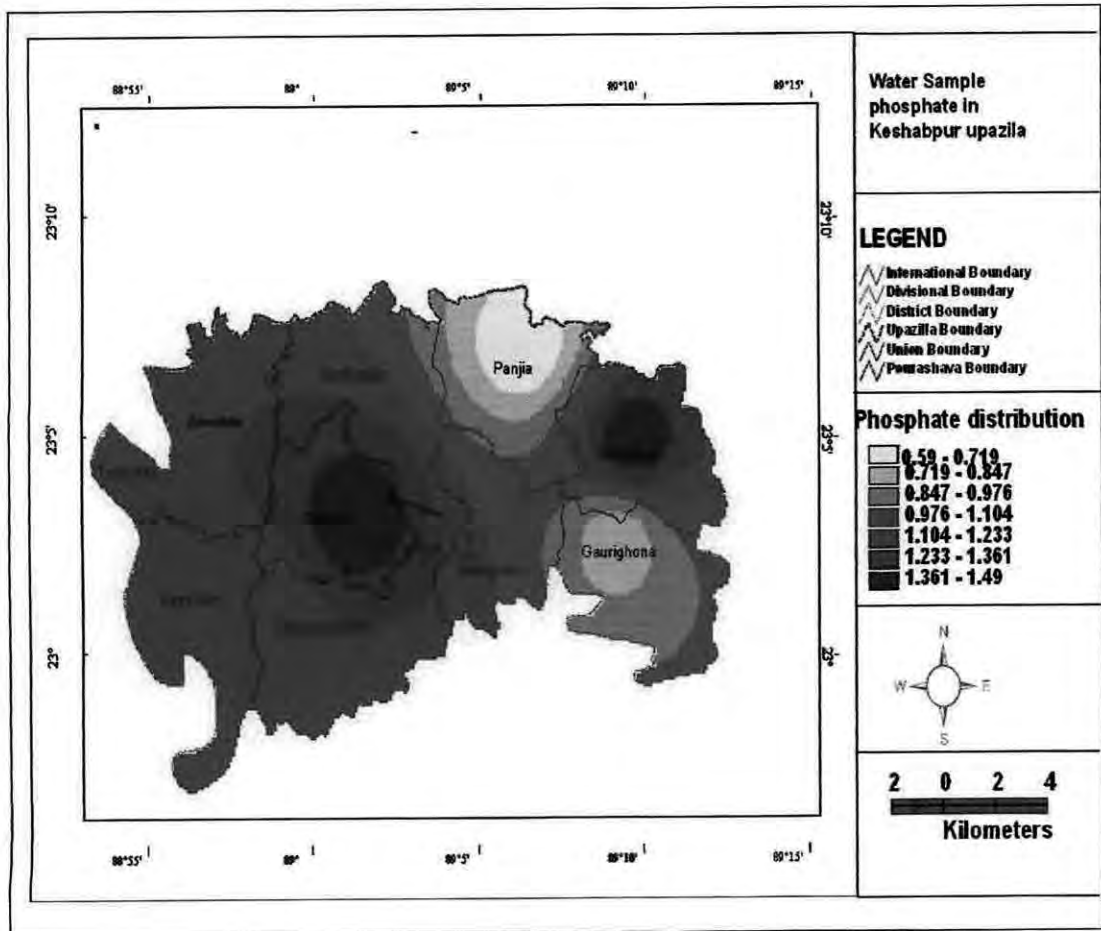 88°55'
89°
89°5'
89°10'
89°15'
23°10'
23°10'
23°5'
23°5'
23°
23°
Panjia
Gaurighona
88°55'
89°
89°5'
89°10'
89°15'
Water Sample
phosphate in
Keshabpur upazila
LEGEND
International Boundary
Divisional Boundary
District Boundary
Upazilla Boundary
Union Boundary
Pourashava Boundary
Phosphate distribution
0.59 - 0.719
0.719 - 0.847
0.847 - 0.976
0.976 - 1.104
1.104 - 1.233
1.233 - 1.361
1.361 - 1.49
N
W E
S
2 0 2 4
Kilometers